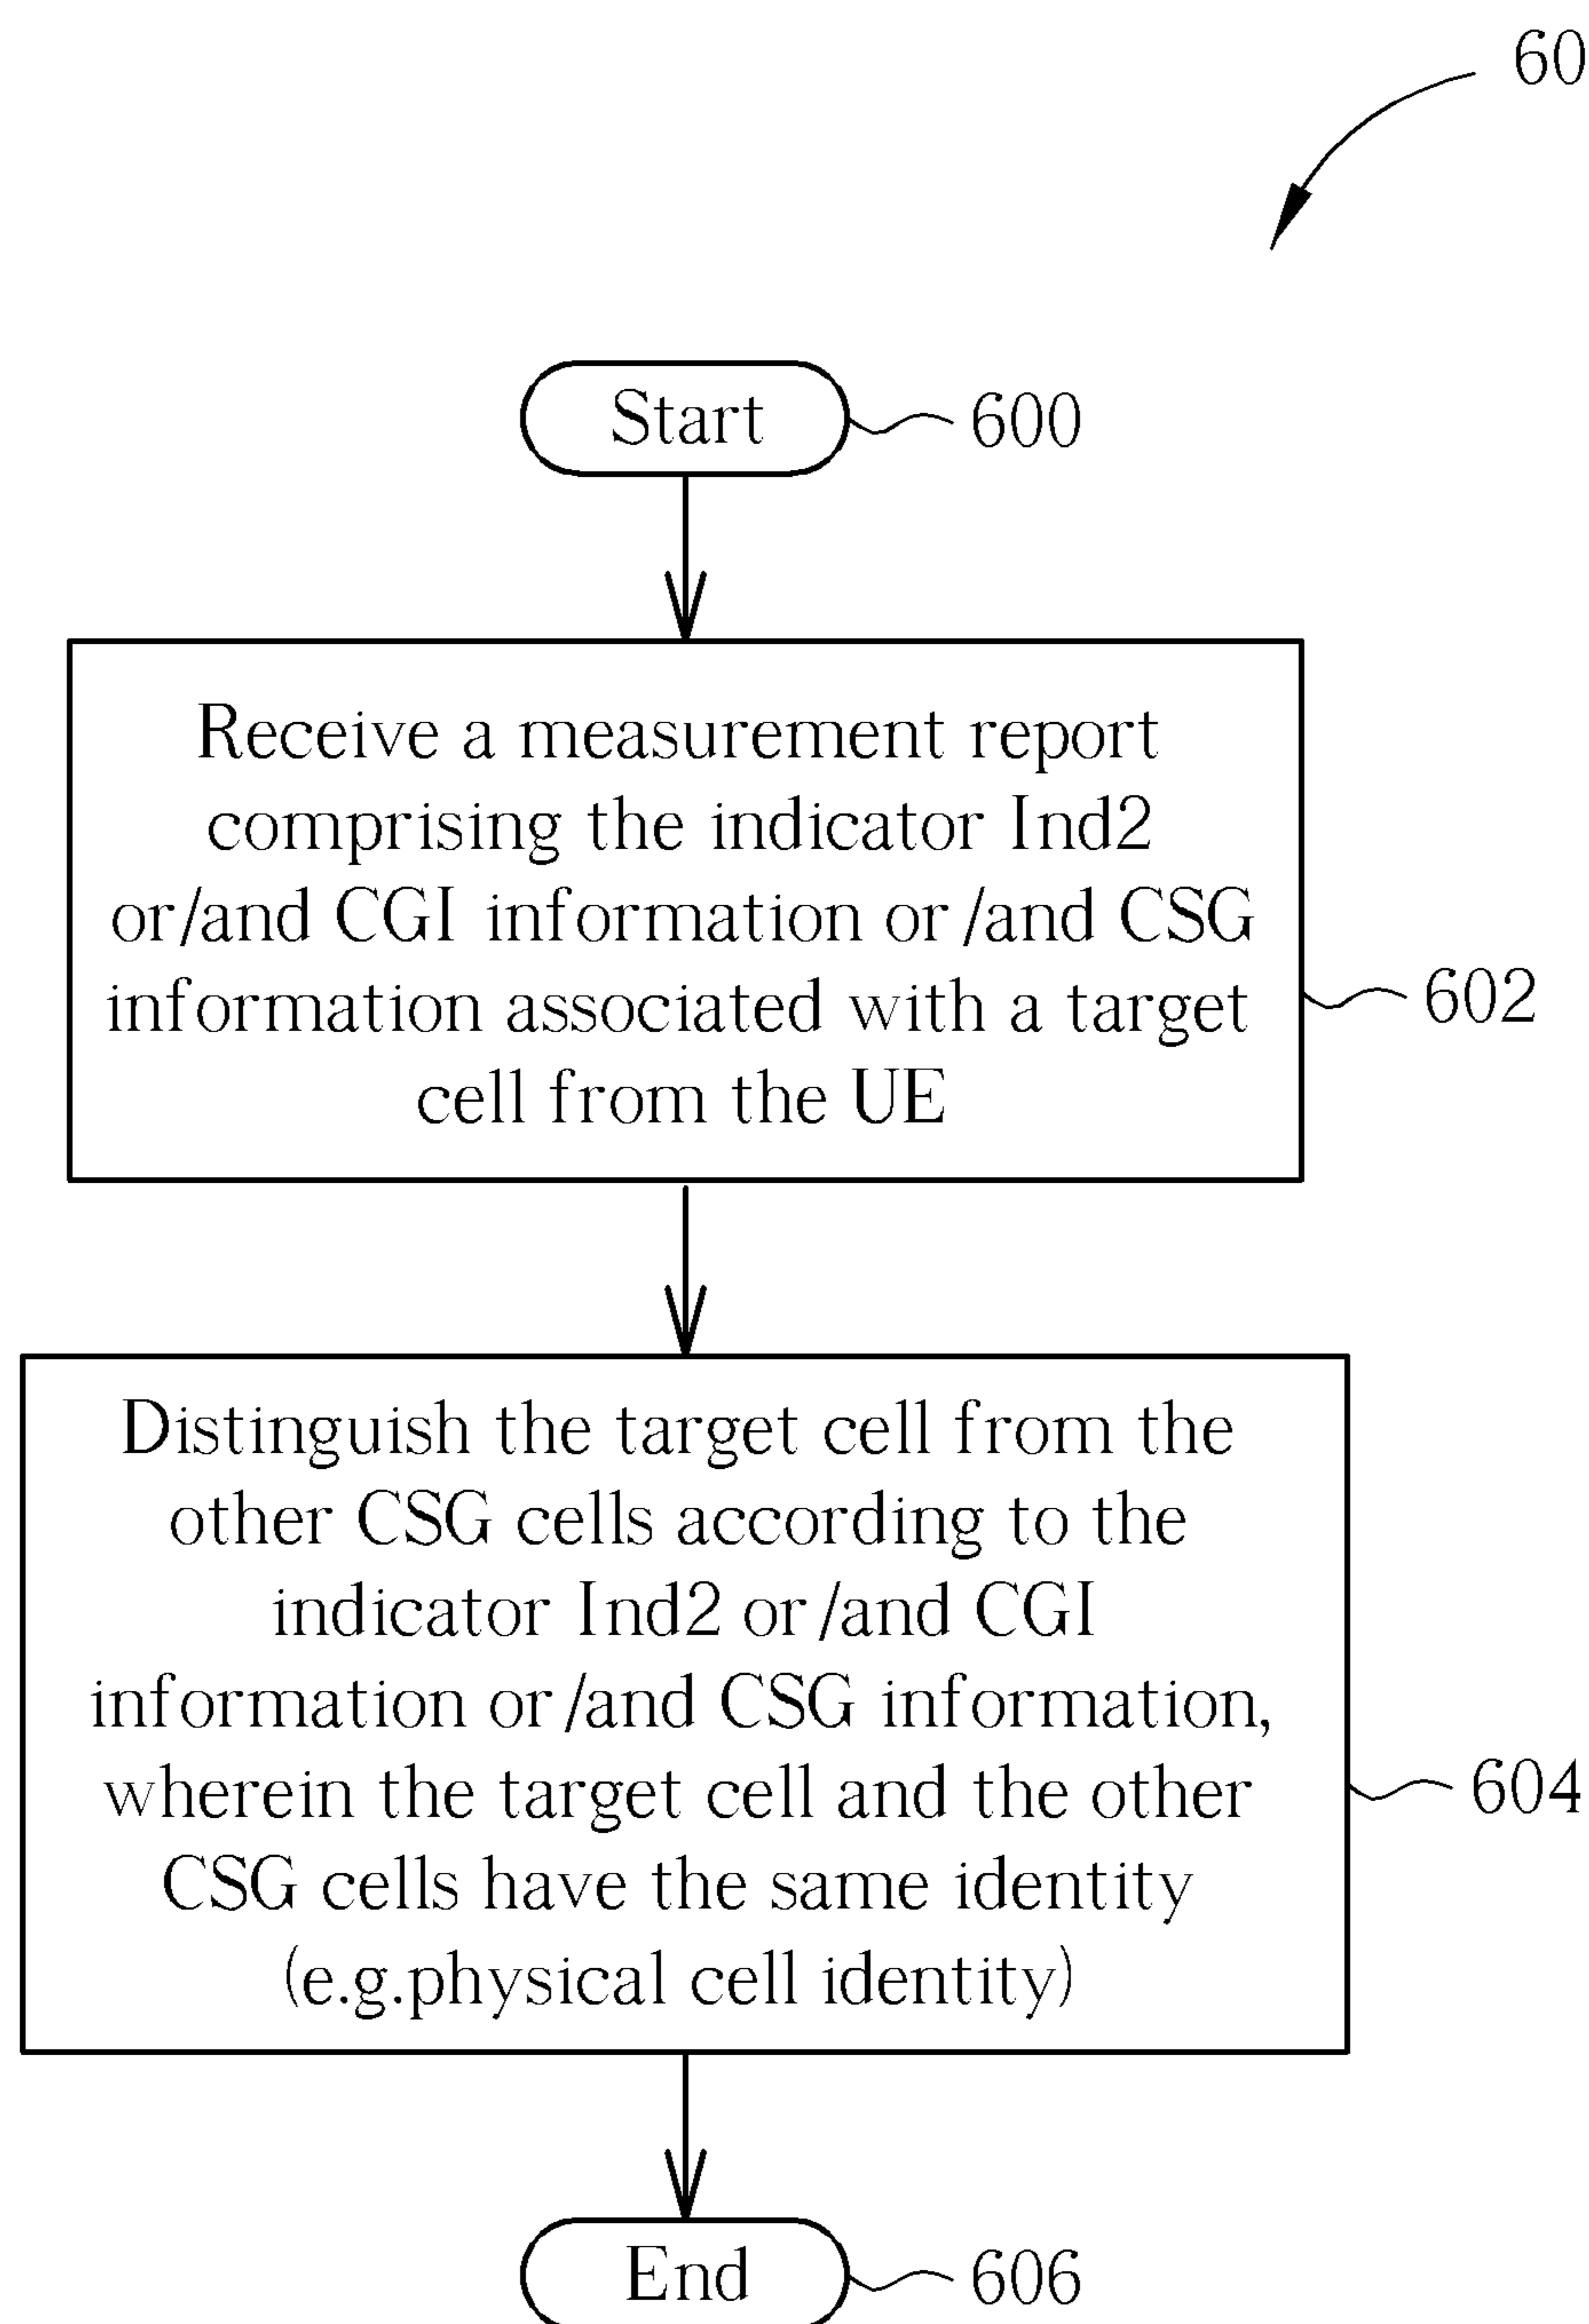 60
Start
600
Receive a measurement report
comprising the indicator Ind2
or/and CGI information or/and CSG
information associated with a target
cell from the UE
602
Distinguish the target cell from the
other CSG cells according to the
indicator Ind2 or/and CGI
information or/and CSG information,
wherein the target cell and the other
CSG cells have the same identity
(e.g.physical cell identity)
604
End
606